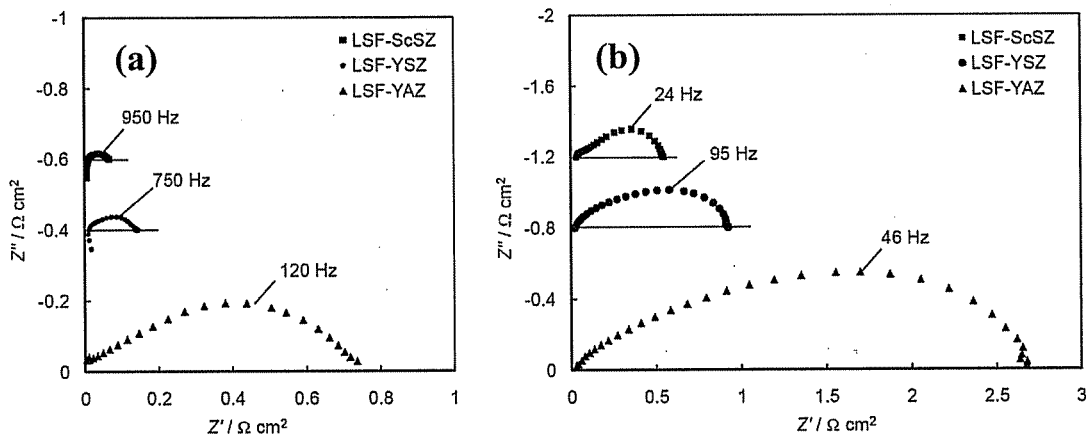 (a)
LSF-ScSZ
LSF-YSZ
LSF-YAZ
950 Hz
750 Hz
120 Hz
-1
-0.8
-0.6
-0.4
-0.2
0
Z'' / Ω cm²
0 0.2 0.4 0.6 0.8 1
Z' / Ω cm²
(b)
LSF-ScSZ
LSF-YSZ
LSF-YAZ
24 Hz
95 Hz
46 Hz
-2
-1.6
-1.2
-0.8
-0.4
0
Z'' / Ω cm²
0 0.5 1 1.5 2 2.5 3
Z' / Ω cm²